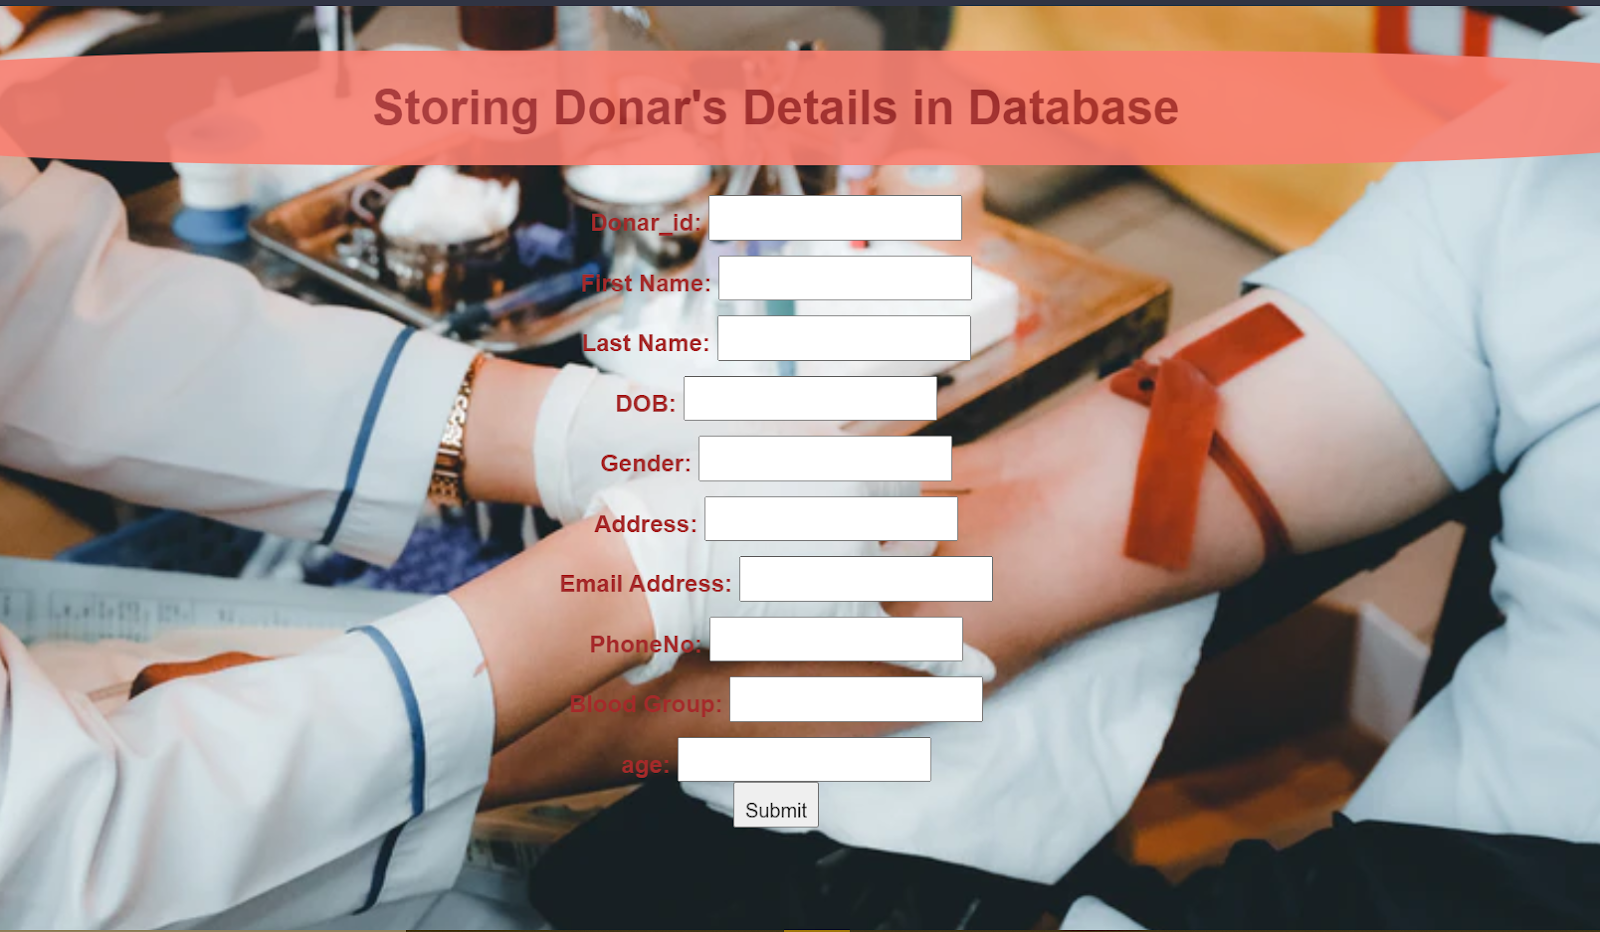 Storing Donar's Details in Database
Donar_id:
First Name:
Last Name:
DOB:
Gender:
Address:
Email Address:
PhoneNo:
Blood Group:
age:
Submit